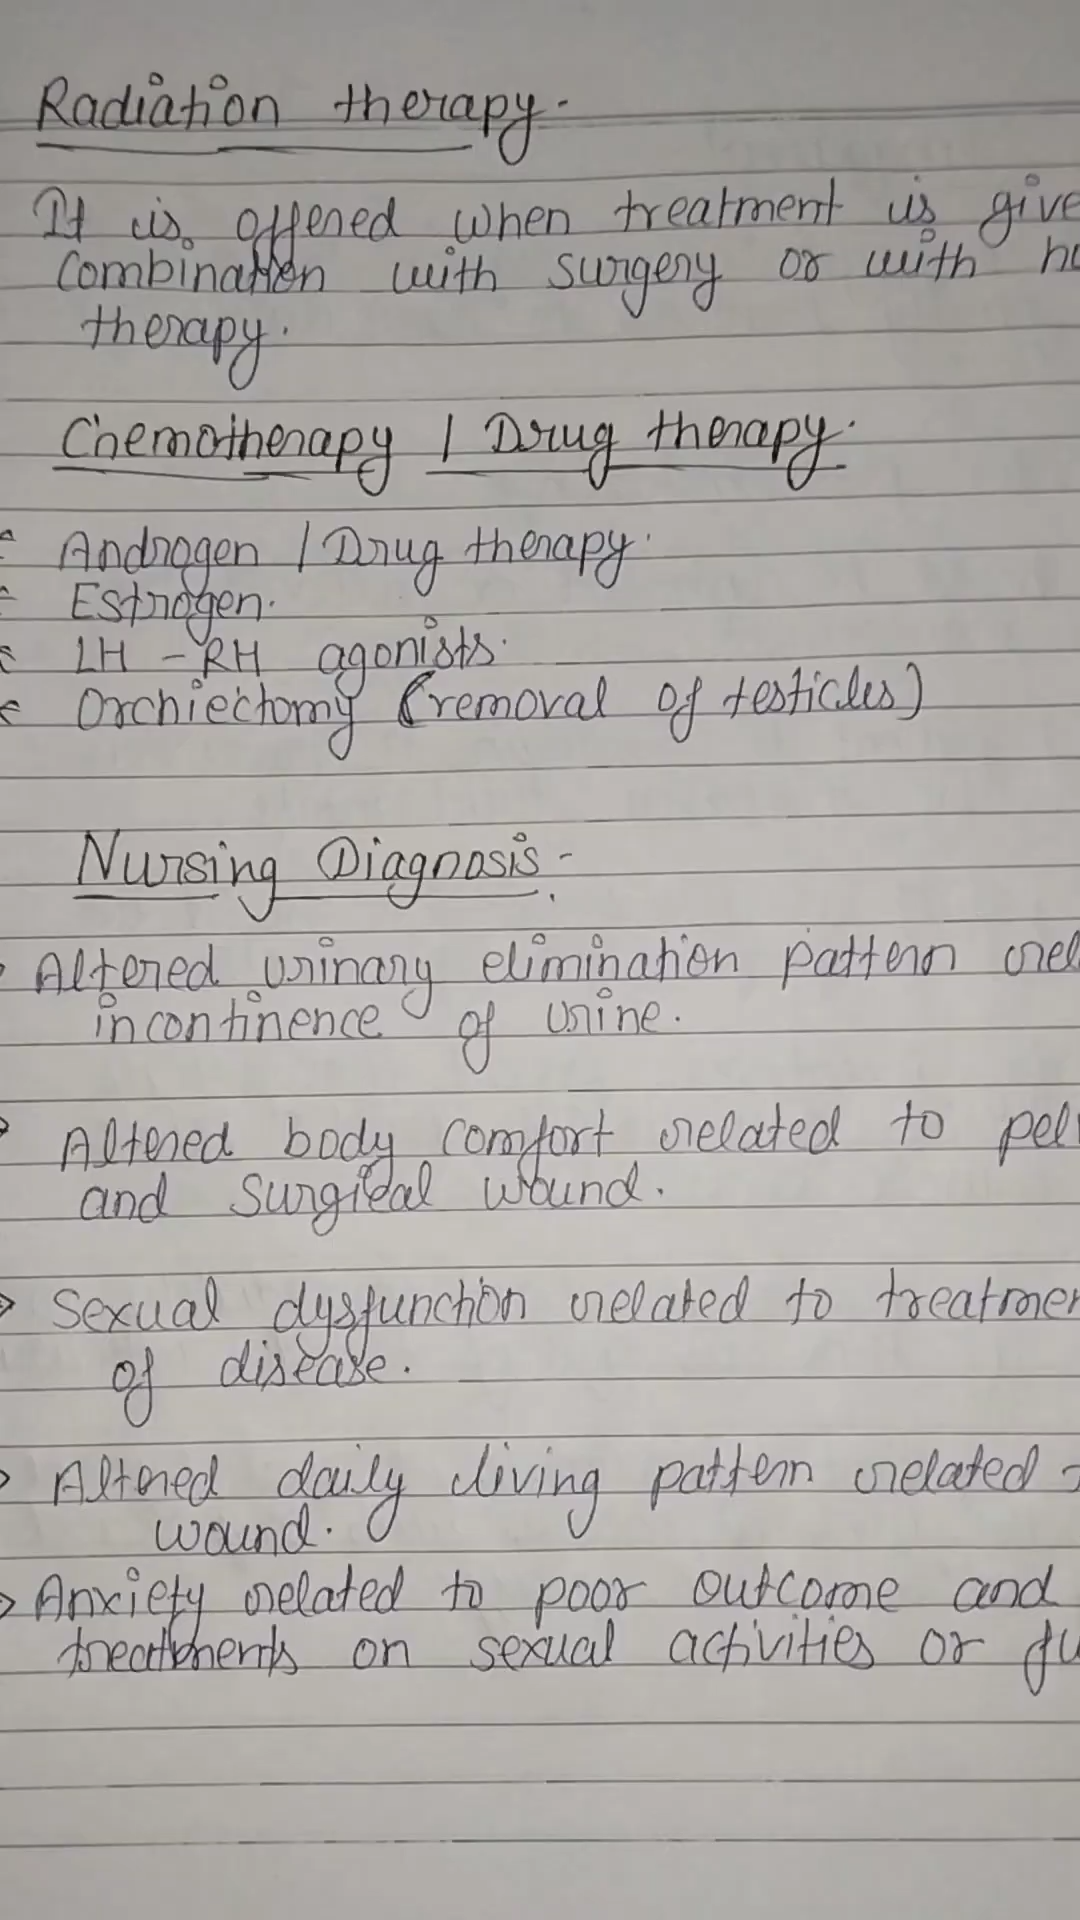 Radiation therapy.
It is offered when treatment is give
combination with surgery or with
therapy.
Chemotherapy / Drug therapy.
Androgen / Drug therapy.
Estrogen.
LH - RH agonists.
Orchiectomy (removal of testicles)
Nursing Diagnosis -
Altered urinary elimination pattern rel
incontinence of urine.
Altered body comfort related to pel
and surgical wound.
Sexual dysfunction related to treatmen
of disease.
Altered daily living pattern related
wound.
Anxiety related to poor outcome and
treatments on sexual activities or fu